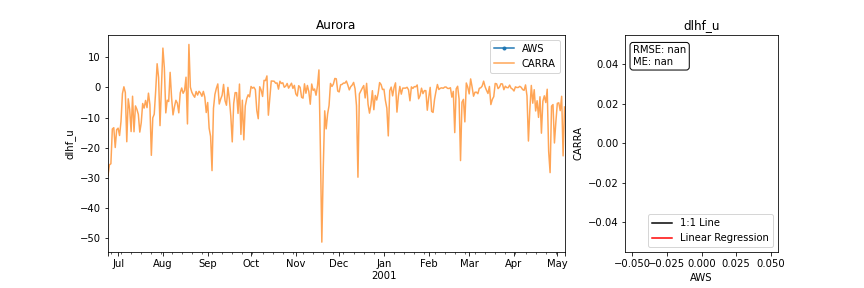 Aurora
dlhf_u
AWS
CARRA
10
0
−10
−20
−30
−40
−50
dlhf_u
Jul Aug Sep Oct Nov Dec Jan Feb Mar Apr May
2001
dlhf_u
RMSE: nan
ME: nan
0.04
0.02
0.00
−0.02
−0.04
CARRA
1:1 Line
Linear Regression
−0.050 −0.025 0.000 0.025 0.050
AWS